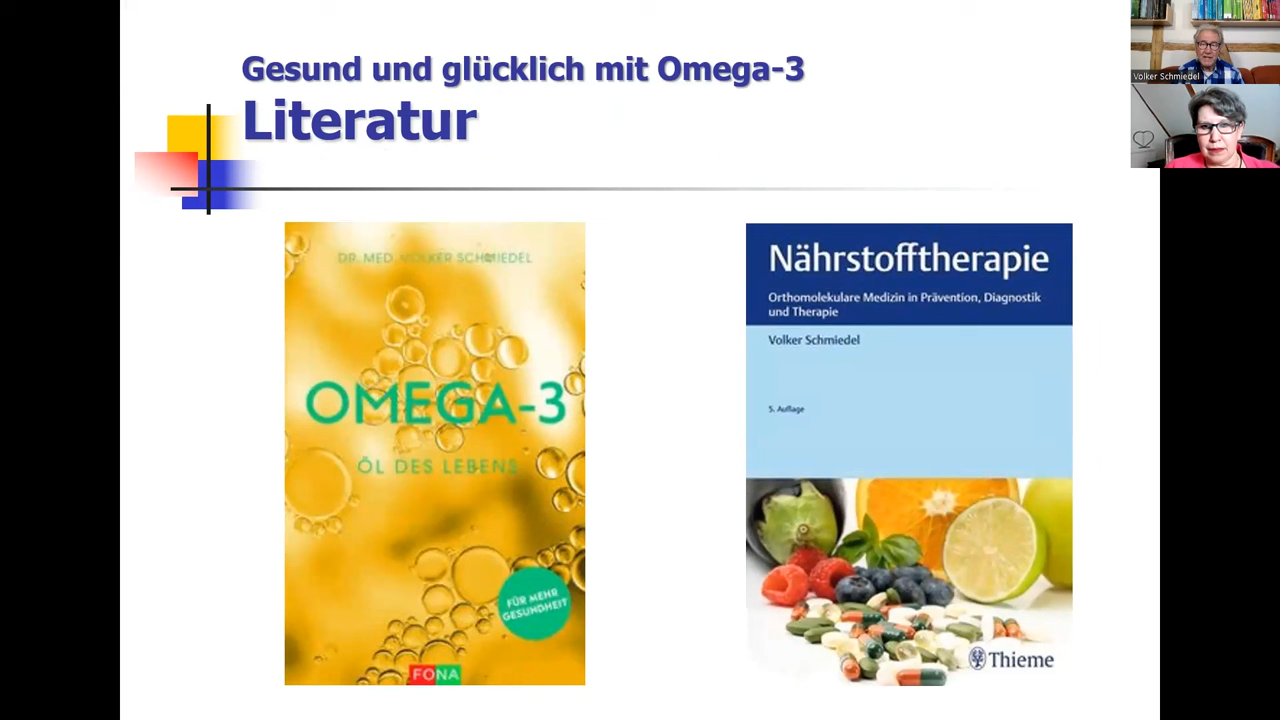 Gesund und glücklich mit Omega-3
Literatur
Volker Schmiedel
DR. MED. VOLKER SCHMIEDEL
OMEGA-3
ÖL DES LEBENS
FÜR MEHR
GESUNDHEIT
FONA
Nährstofftherapie
Orthomolekulare Medizin in Prävention, Diagnostik
und Therapie
Volker Schmiedel
5. Auflage
Thieme